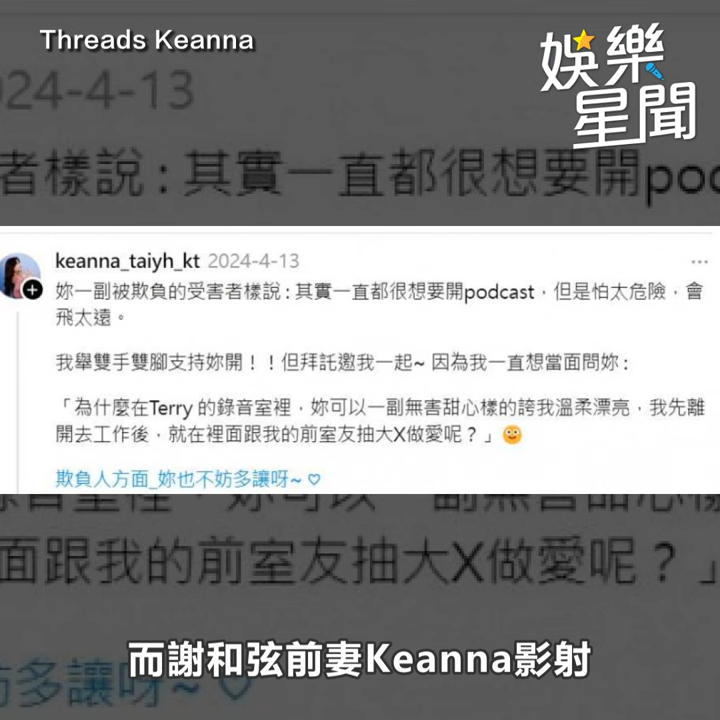 Threads Keanna
娛樂
星聞
024-4-13
者樣說：其實一直都很想要開poc
keanna_taiyh_kt 2024-4-13
妳一副被欺負的受害者樣說：其實一直都很想要開podcast，但是怕太危險，會
飛太遠。
我舉雙手雙腳支持妳開！！但拜託邀我一起~ 因為我一直想當面問妳：
「為什麼在Terry 的錄音室裡，妳可以一副無害甜心樣的誇我溫柔漂亮，我先離
開去工作後，就在裡面跟我的前室友抽大X做愛呢？」
欺負人方面_妳也不妨多讓呀~ ♡
面跟我的前室友抽大X做愛呢？」
方多讓呀~ ♡
而謝和弦前妻Keanna影射